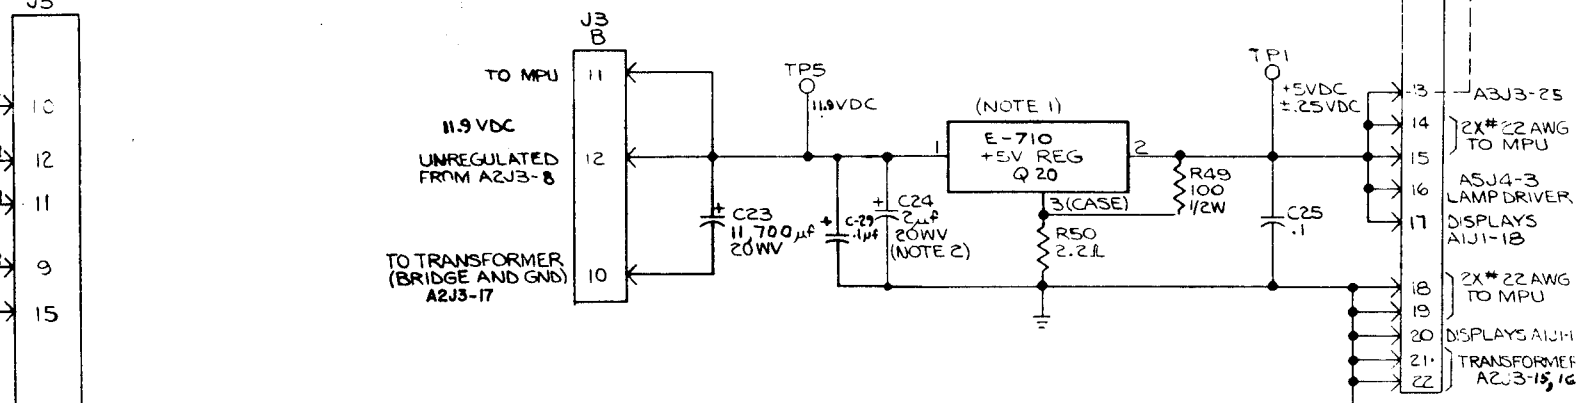 J5
10
12
11
9
15
J3
B
TO MPU
11
11.9 VDC
UNREGULATED
FROM A2J3-8
12
TO TRANSFORMER
(BRIDGE AND GND)
A2J3-17
10
+
C23
11,700µf
20WV
TP5
11.9VDC
+
C-29
.1µf
+
C24
2µf
20WV
(NOTE 2)
(NOTE 1)
1
E-710
+5V REG
Q20
2
3(CASE)
R49
100
1/2W
R50
2.2Ω
TP1
+5VDC
±.25VDC
C25
.1
13
A3J3-25
14
2X#22 AWG
TO MPU
15
16
A5J4-3
LAMP DRIVER
17
DISPLAYS
A1J1-18
18
2X#22 AWG
TO MPU
19
20
DISPLAYS A1J1-1
21
TRANSFORMER
A2J3-15,16
22